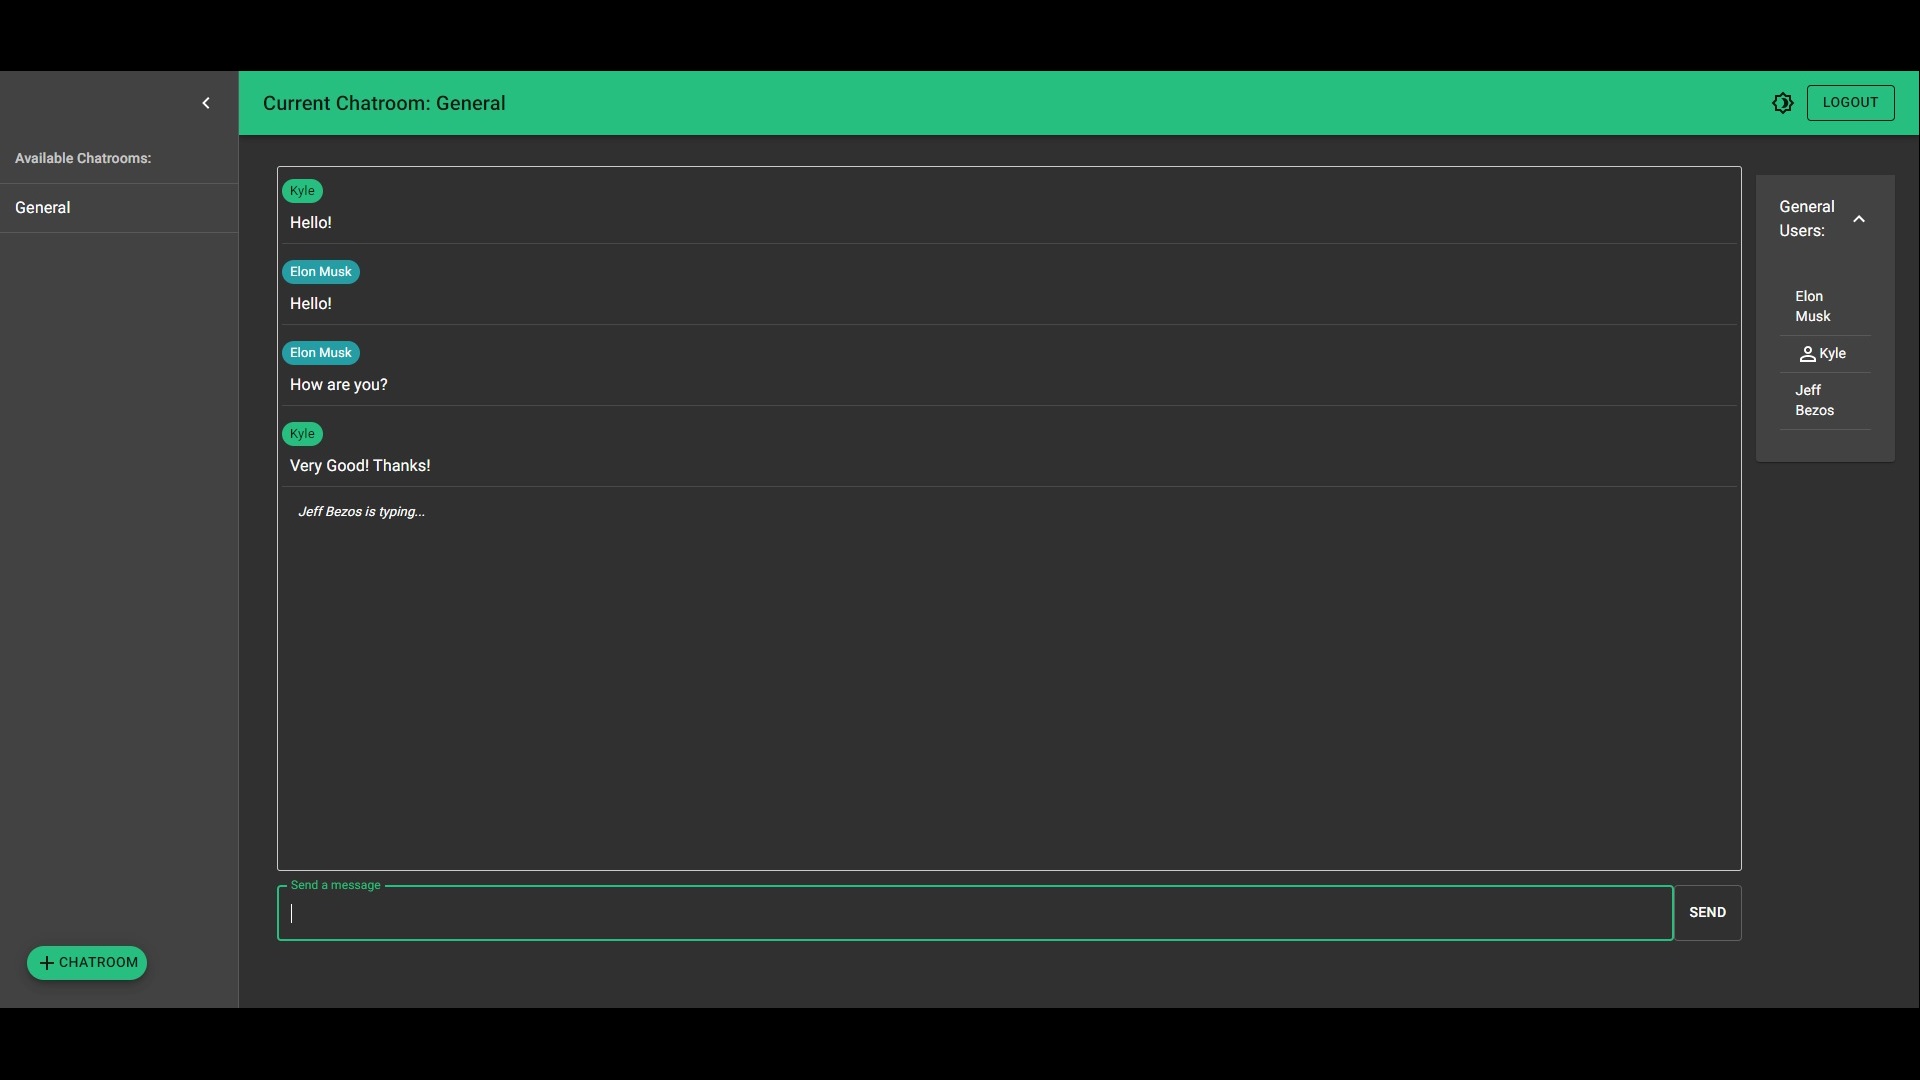 Current Chatroom: General
LOGOUT
Available Chatrooms:
General
Kyle
Hello!
Elon Musk
Hello!
Elon Musk
How are you?
Kyle
Very Good! Thanks!
Jeff Bezos is typing...
General
Users:
Elon
Musk
Kyle
Jeff
Bezos
Send a message
SEND
CHATROOM